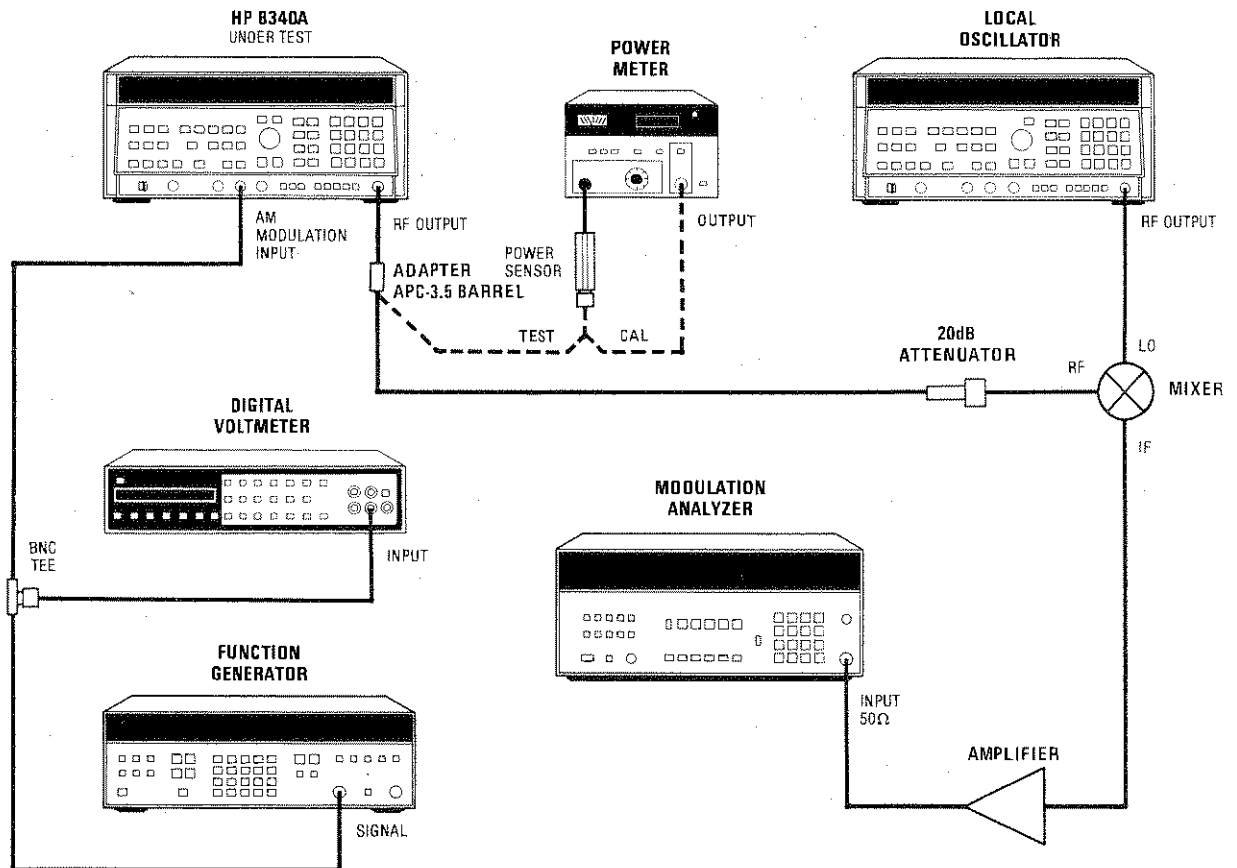 HP 8340A
UNDER TEST
POWER
METER
LOCAL
OSCILLATOR
AM
MODULATION
INPUT
RF OUTPUT
ADAPTER
APC-3.5 BARREL
POWER
SENSOR
OUTPUT
RF OUTPUT
TEST
CAL
20dB
ATTENUATOR
RF
LO
MIXER
IF
DIGITAL
VOLTMETER
INPUT
BNC
TEE
MODULATION
ANALYZER
INPUT
50Ω
FUNCTION
GENERATOR
SIGNAL
AMPLIFIER